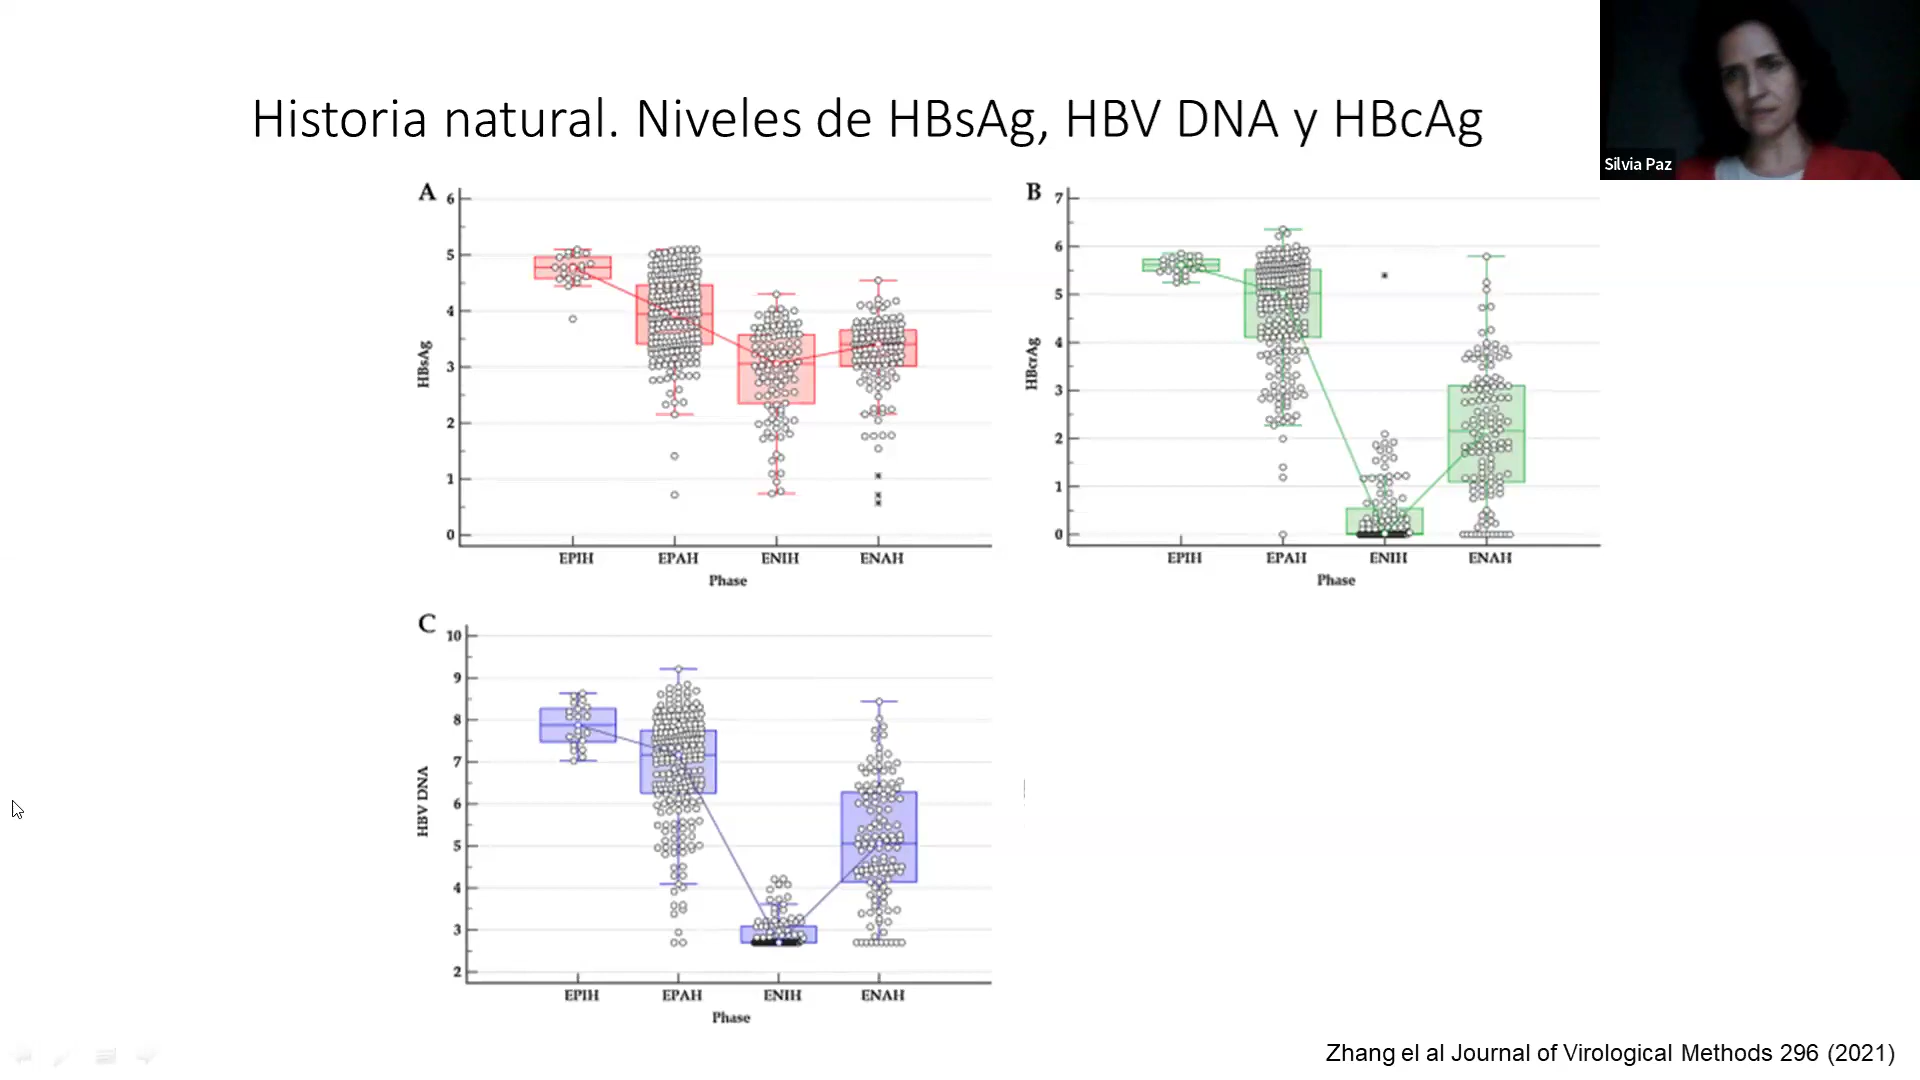 Silvia Paz
Historia natural. Niveles de HBsAg, HBV DNA y HBcAg
A
6
5
4
3
2
1
0
HBsAg
EPIH EPAH ENIH ENAH
Phase
B
7
6
5
4
3
2
1
0
HBcrAg
EPIH EPAH ENIH ENAH
Phase
C
10
9
8
7
6
5
4
3
2
HBV DNA
EPIH EPAH ENIH ENAH
Phase
Zhang el al Journal of Virological Methods 296 (2021)